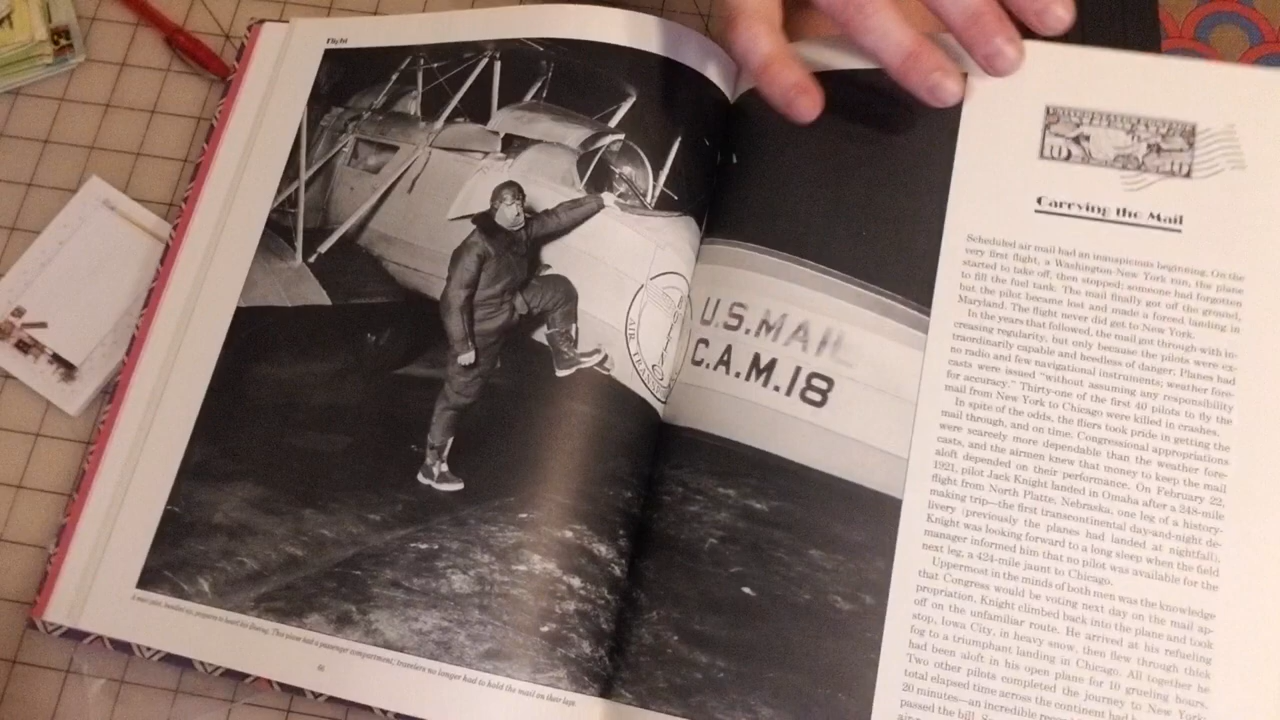 Flight
U.S. MAIL
C.A.M.18
AIR TRANS
A mail pilot, bundled up, prepares to board his Boeing. This plane had a passenger compartment; travelers no longer had to hold the mail on their laps.
Carrying the Mail
Scheduled air mail had an inauspicious beginning. On the
very first flight, a Washington-New York run, the plane
started to take off, then stopped; someone had forgotten
to fill the fuel tank. The mail finally got off the ground,
but the pilot became lost and made a forced landing in
Maryland. The flight never did get to New York.
In the years that followed, the mail got through with in-
creasing regularity, but only because the pilots were ex-
traordinarily capable and heedless of danger. Planes had
no radio and few navigational instruments; weather fore-
casts were issued "without assuming any responsibility
for accuracy." Thirty-one of the first 40 pilots to fly the
mail from New York to Chicago were killed in crashes.
In spite of the odds, the fliers took pride in getting the
mail through, and on time. Congressional appropriations
were scarcely more dependable than the weather fore-
casts, and the airmen knew that money to keep the mail
aloft depended on their performance. On February 22,
1921, pilot Jack Knight landed in Omaha after a 248-mile
flight from North Platte, Nebraska, one leg of a history-
making trip—the first transcontinental day-and-night de-
livery (previously the planes had landed at nightfall).
Knight was looking forward to a long sleep when the field
manager informed him that no pilot was available for the
next leg, a 424-mile jaunt to Chicago.
Uppermost in the minds of both men was the knowledge
that Congress would be voting next day on the mail ap-
propriation. Knight climbed back into the plane and took
off on the unfamiliar route. He arrived at his refueling
stop, Iowa City, in heavy snow, then flew through thick
fog to a triumphant landing in Chicago. All together he
had been aloft in his open plane for 10 grueling hours.
Two other pilots completed the journey to New York;
total elapsed time across the continent had
20 minutes—an incredible
passed the bill.